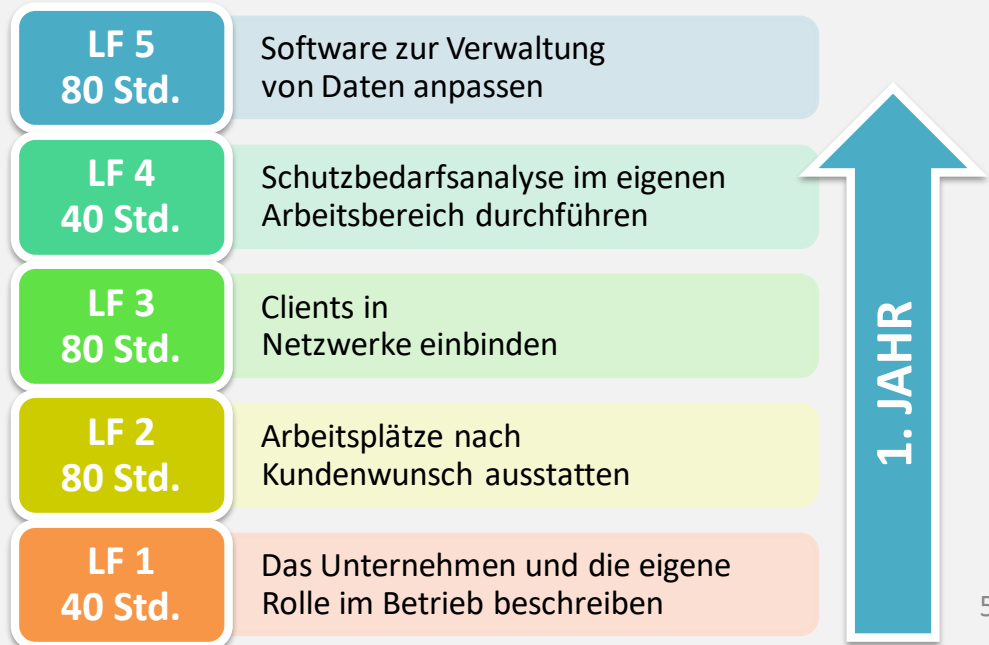 LF 5
80 Std.
Software zur Verwaltung
von Daten anpassen
LF 4
40 Std.
Schutzbedarfsanalyse im eigenen
Arbeitsbereich durchführen
LF 3
80 Std.
Clients in
Netzwerke einbinden
LF 2
80 Std.
Arbeitsplätze nach
Kundenwunsch ausstatten
LF 1
40 Std.
Das Unternehmen und die eigene
Rolle im Betrieb beschreiben
1. JAHR
5